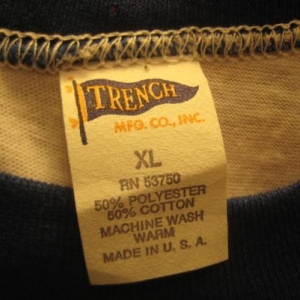 TRENCH
MFG. CO., INC.
XL
RN 53750
50% POLYESTER
50% COTTON
MACHINE WASH
WARM
MADE IN U. S. A.